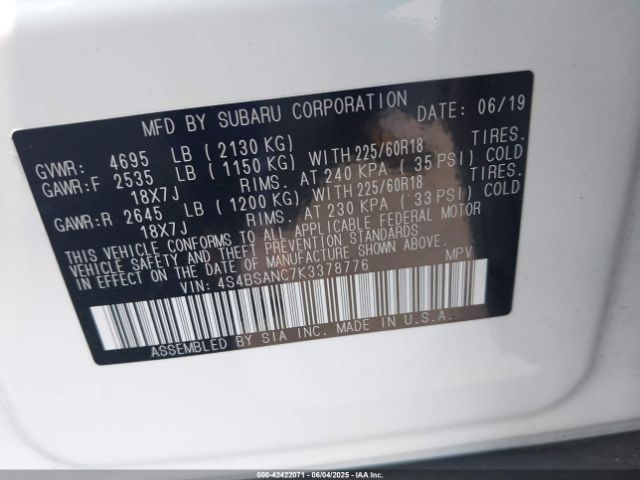 MFD BY SUBARU CORPORATION DATE: 06/19
GVWR: 4695 LB (2130 KG)
GAWR:F 2535 LB (1150 KG) WITH 225/60R18 TIRES.
18X7J RIMS. AT 240 KPA ( 35 PSI) COLD
GAWR:R 2645 LB (1200 KG) WITH 225/60R18 TIRES.
18X7J RIMS. AT 230 KPA ( 33 PSI) COLD
THIS VEHICLE CONFORMS TO ALL APPLICABLE FEDERAL MOTOR
VEHICLE SAFETY AND THEFT PREVENTION STANDARDS IN EFFECT
ON THE DATE OF MANUFACTURE SHOWN ABOVE.
VIN: 4S4BSANC7K3378776 MPV
ASSEMBLED BY SIA INC. MADE IN U.S.A.
000-42422071 - 06/04/2025 - IAA Inc.